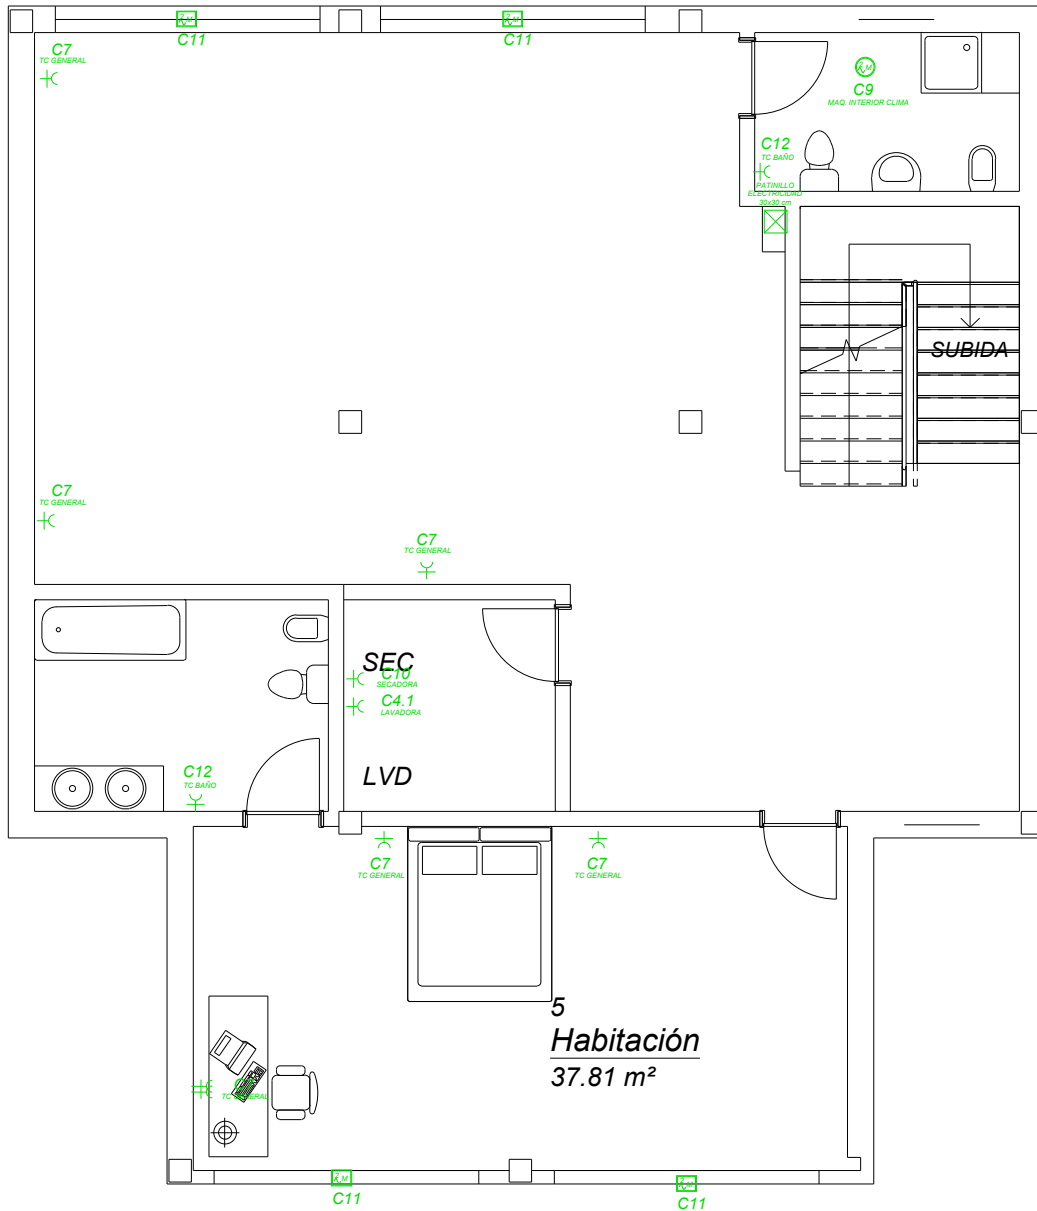 C11
C11
C7
TC GENERAL
C9
MAQ. INTERIOR CLIMA
C12
TC BAÑO
PATINILLO
ELECTRICIDAD
30x30 cm
SUBIDA
C7
TC GENERAL
C7
TC GENERAL
SEC
C10
SECADORA
C4.1
LAVADORA
LVD
C12
TC BAÑO
C7
TC GENERAL
C7
TC GENERAL
5
Habitación
37.81 m²
TC GENERAL
C11
C11